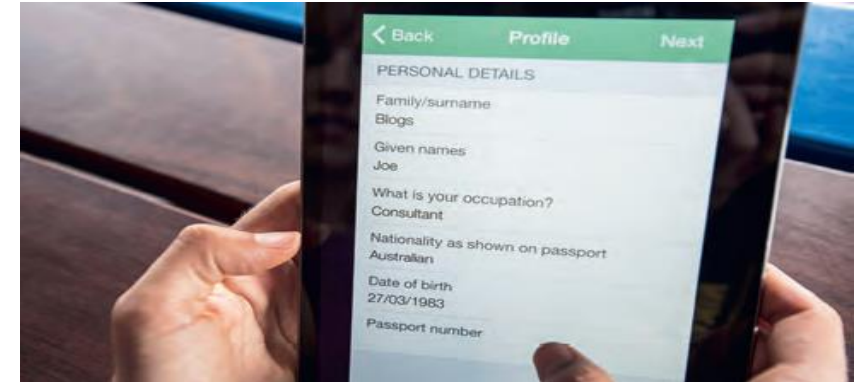 Back Profile Next
PERSONAL DETAILS
Family/surname
Blogs
Given names
Joe
What is your occupation?
Consultant
Nationality as shown on passport
Australian
Date of birth
27/03/1983
Passport number